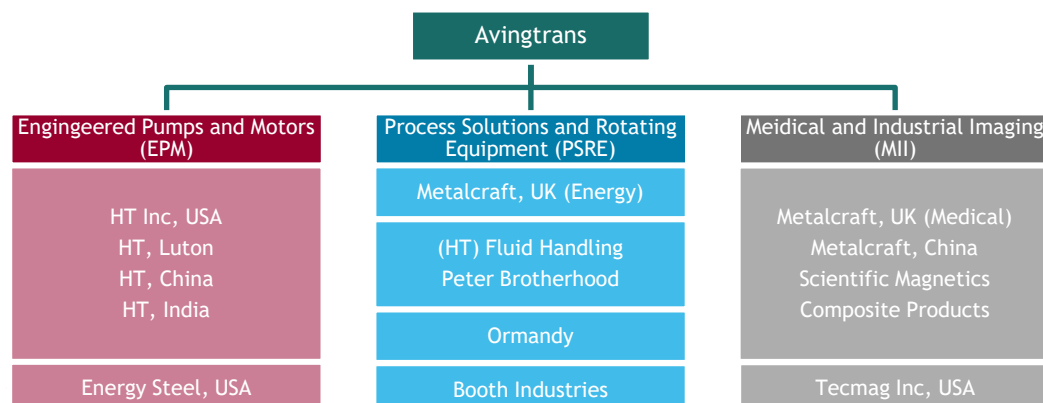 Avingtrans
Engingeered Pumps and Motors
(EPM)
HT Inc, USA
HT, Luton
HT, China
HT, India
Energy Steel, USA
Process Solutions and Rotating
Equipment (PSRE)
Metalcraft, UK (Energy)
(HT) Fluid Handling
Peter Brotherhood
Ormandy
Booth Industries
Meidical and Industrial Imaging
(MII)
Metalcraft, UK (Medical)
Metalcraft, China
Scientific Magnetics
Composite Products
Tecmag Inc, USA